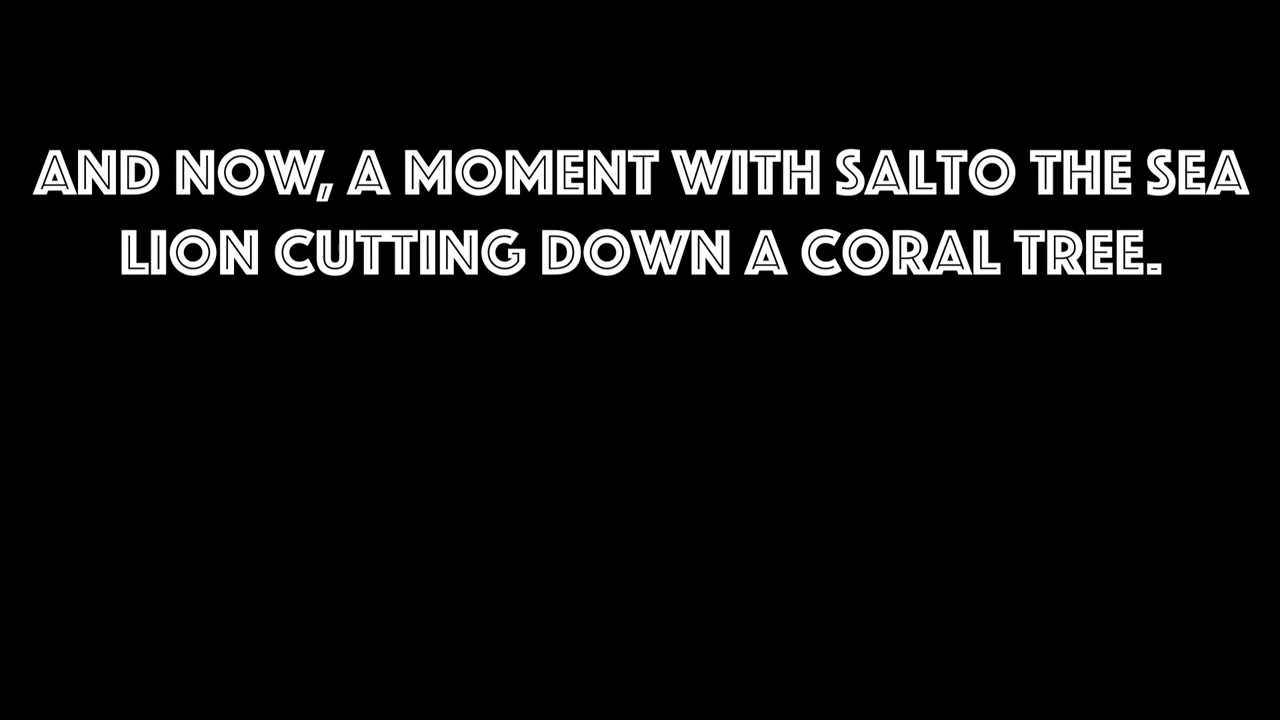 AND NOW, A MOMENT WITH SALTO THE SEA
LION CUTTING DOWN A CORAL TREE.